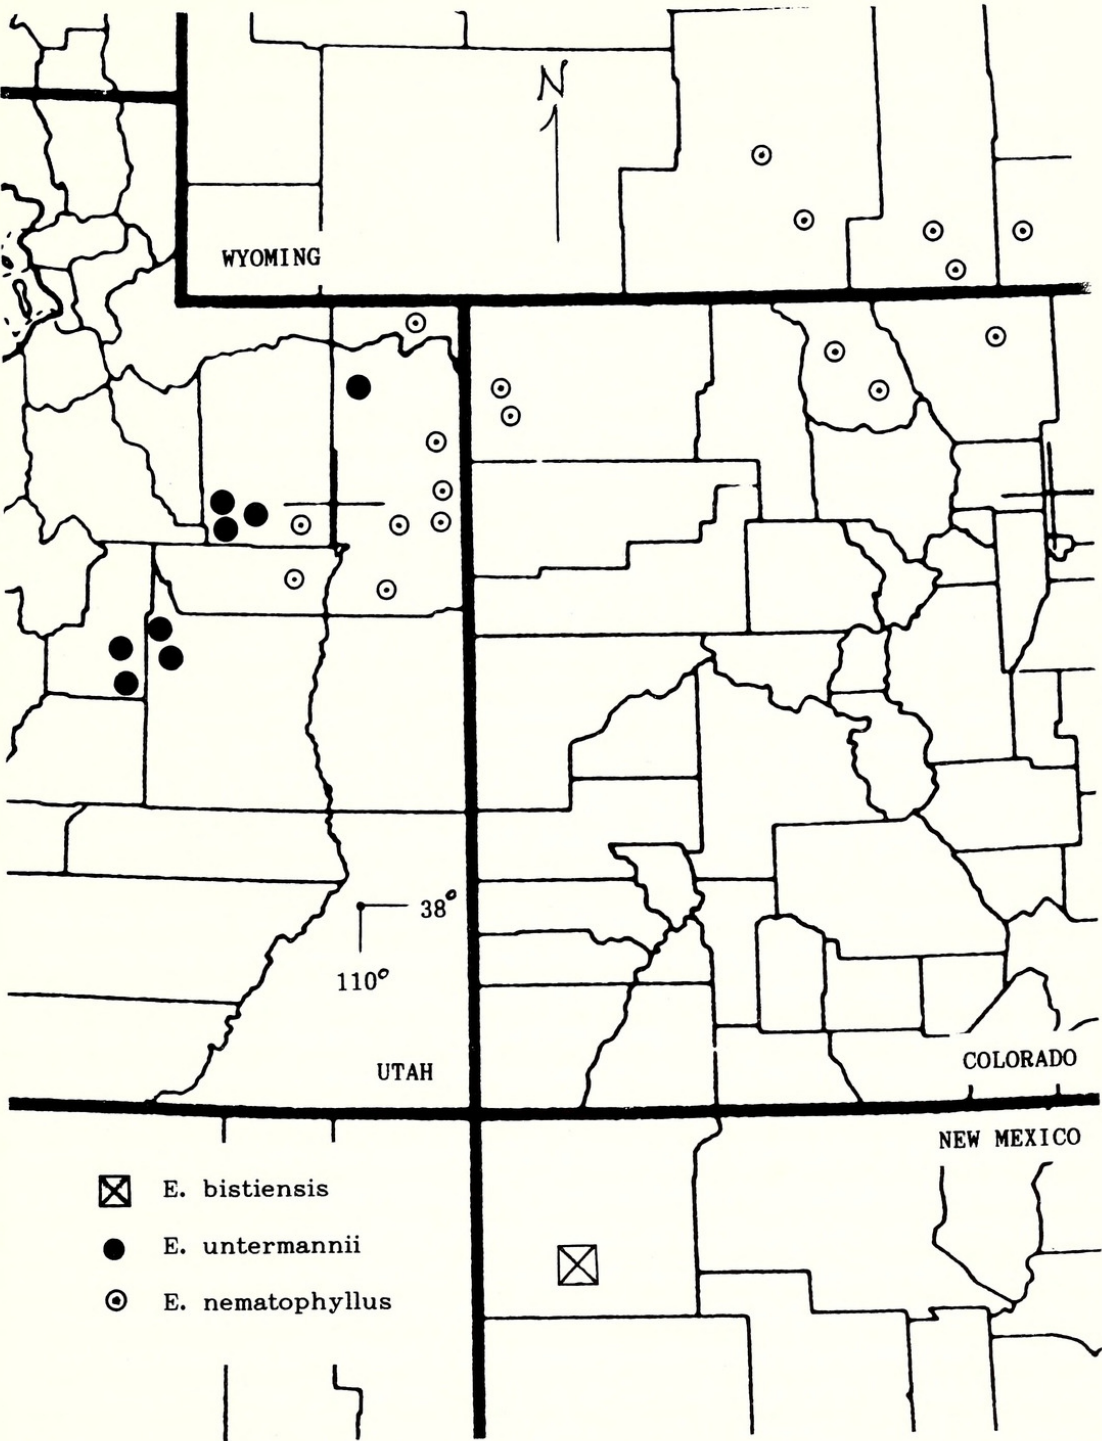 N
WYOMING
38°
110°
UTAH
COLORADO
NEW MEXICO
E. bistiensis
E. untermannii
E. nematophyllus